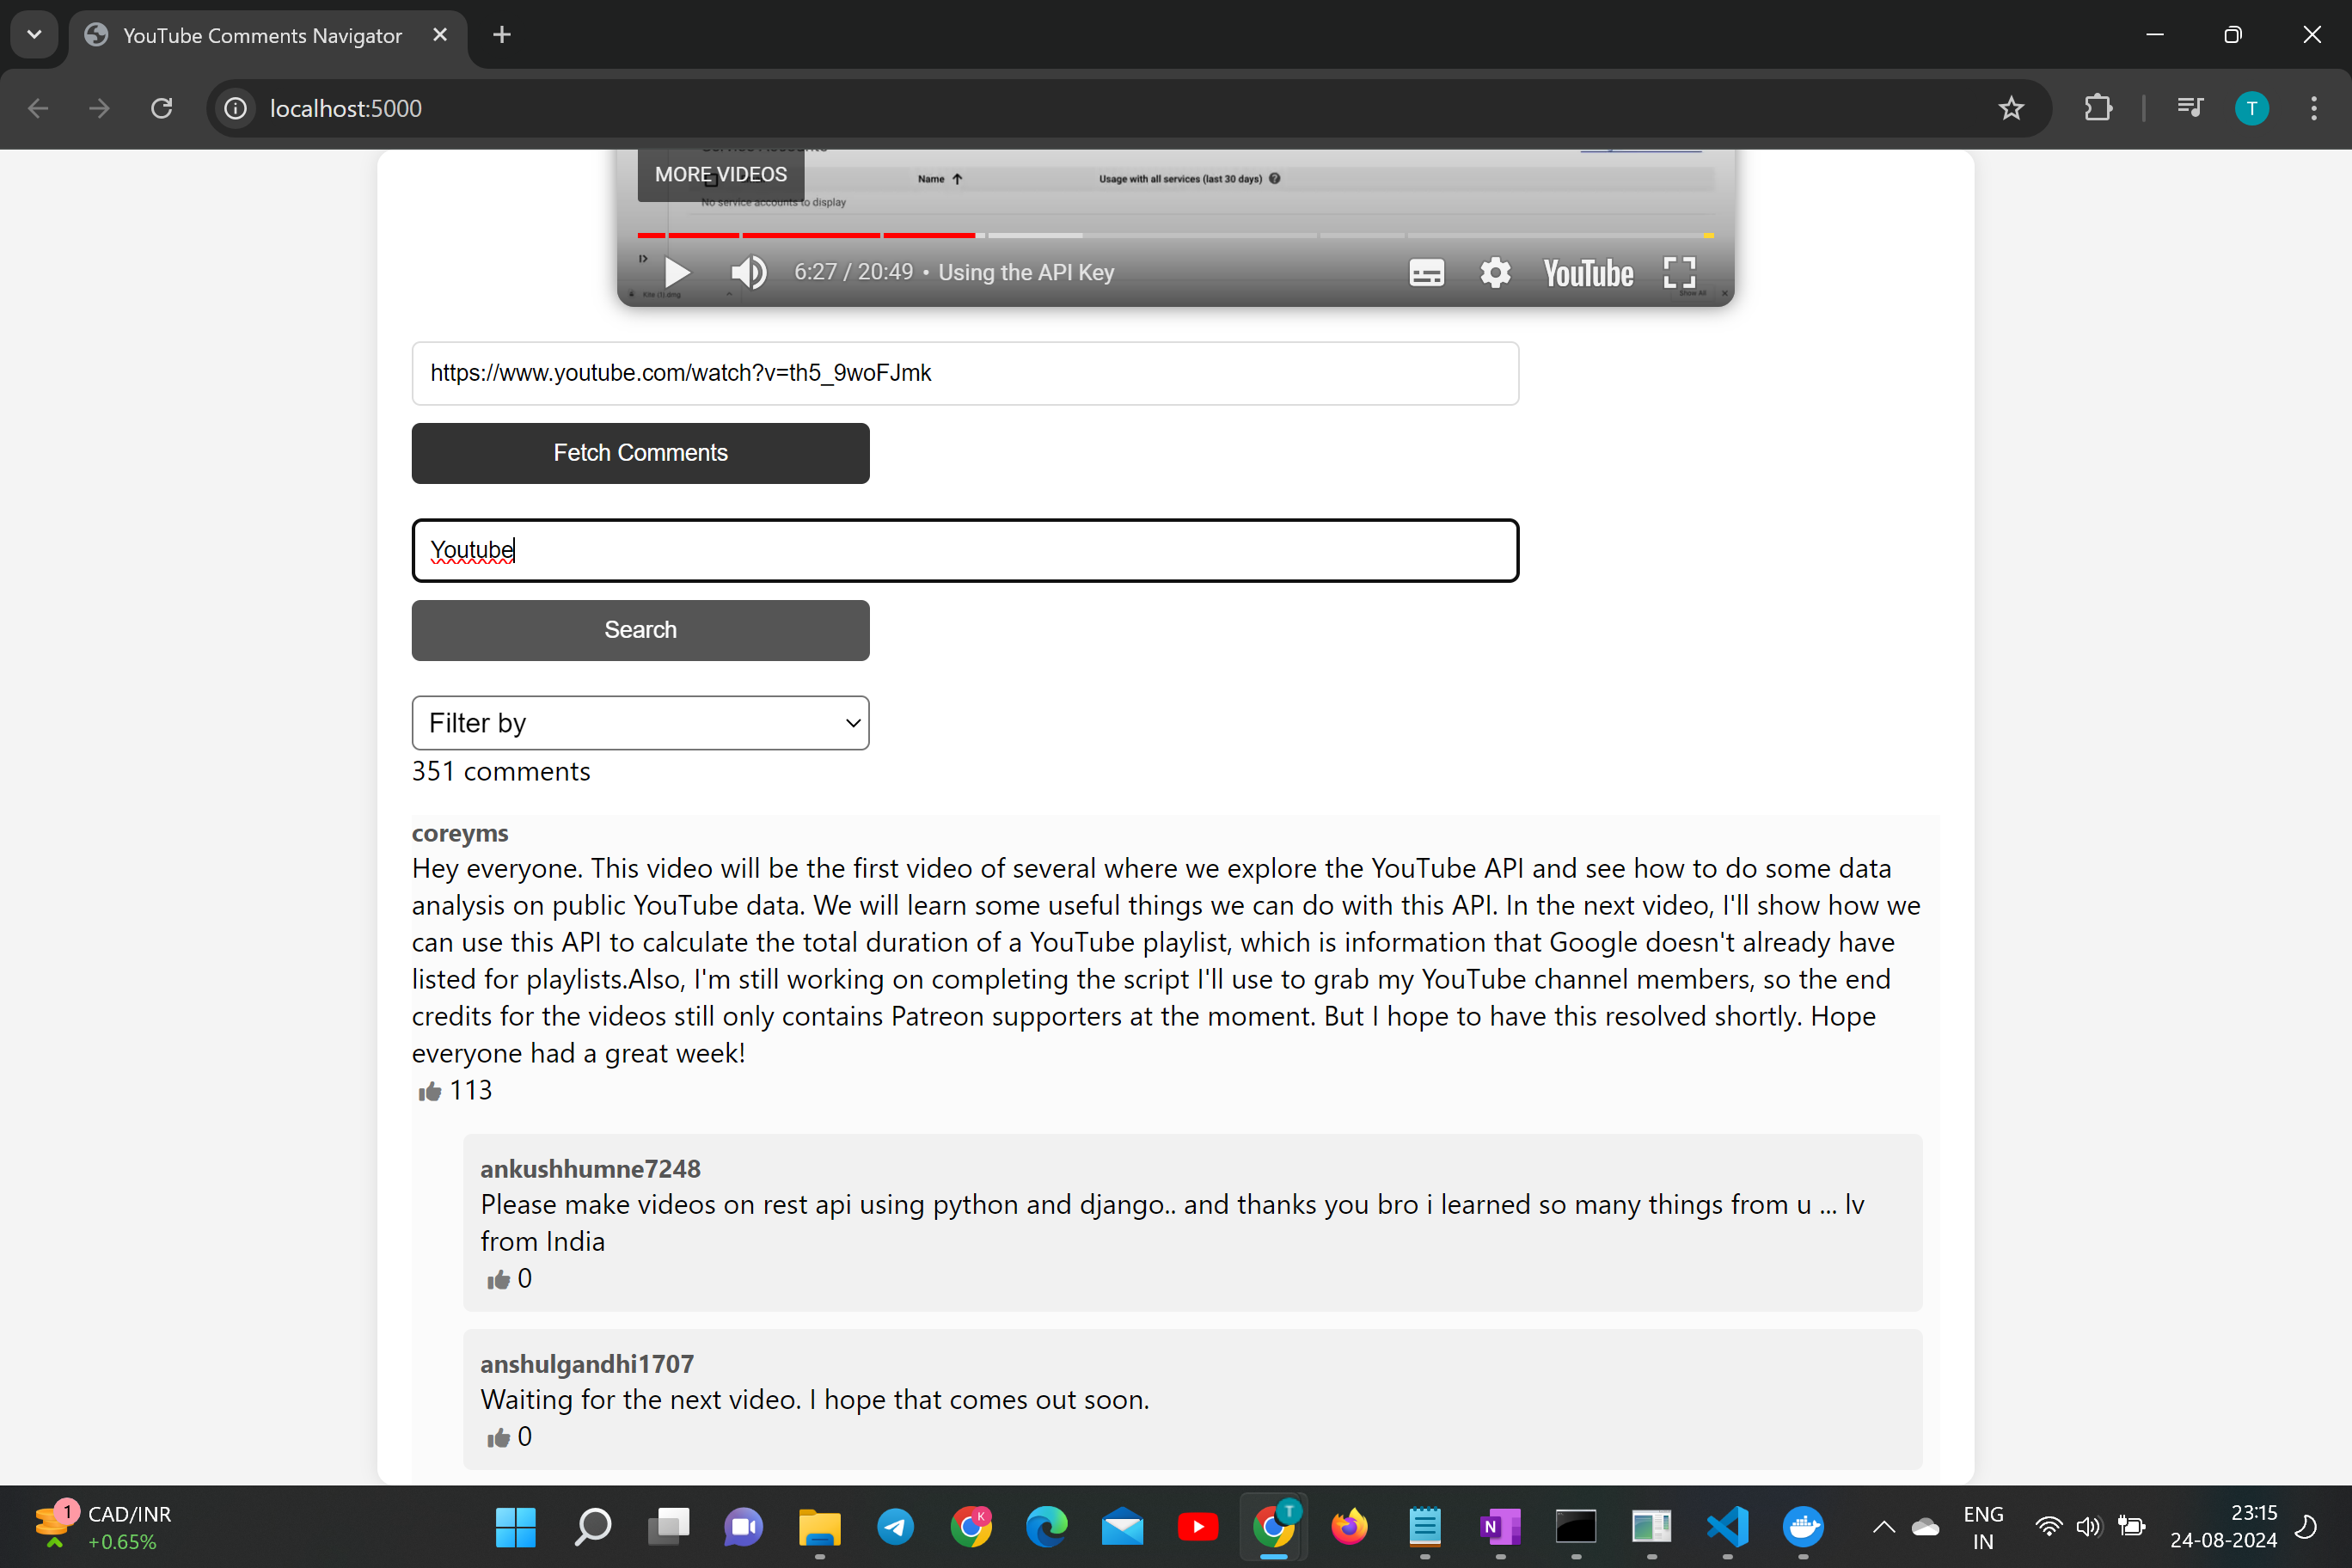 YouTube Comments Navigator
localhost:5000
MORE VIDEOS
Name
Usage with all services (last 30 days)
No service accounts to display
6:27 / 20:49 • Using the API Key
YouTube
Kite (1).dmg
Show All
https://www.youtube.com/watch?v=th5_9woFJmk
Fetch Comments
Youtube
Search
Filter by
351 comments
coreyms
Hey everyone. This video will be the first video of several where we explore the YouTube API and see how to do some data
analysis on public YouTube data. We will learn some useful things we can do with this API. In the next video, I'll show how we
can use this API to calculate the total duration of a YouTube playlist, which is information that Google doesn't already have
listed for playlists.Also, I'm still working on completing the script I'll use to grab my YouTube channel members, so the end
credits for the videos still only contains Patreon supporters at the moment. But I hope to have this resolved shortly. Hope
everyone had a great week!
113
ankushhumne7248
Please make videos on rest api using python and django.. and thanks you bro i learned so many things from u ... lv
from India
0
anshulgandhi1707
Waiting for the next video. I hope that comes out soon.
0
1
CAD/INR
+0.65%
K
T
N
ENG
IN
23:15
24-08-2024
T